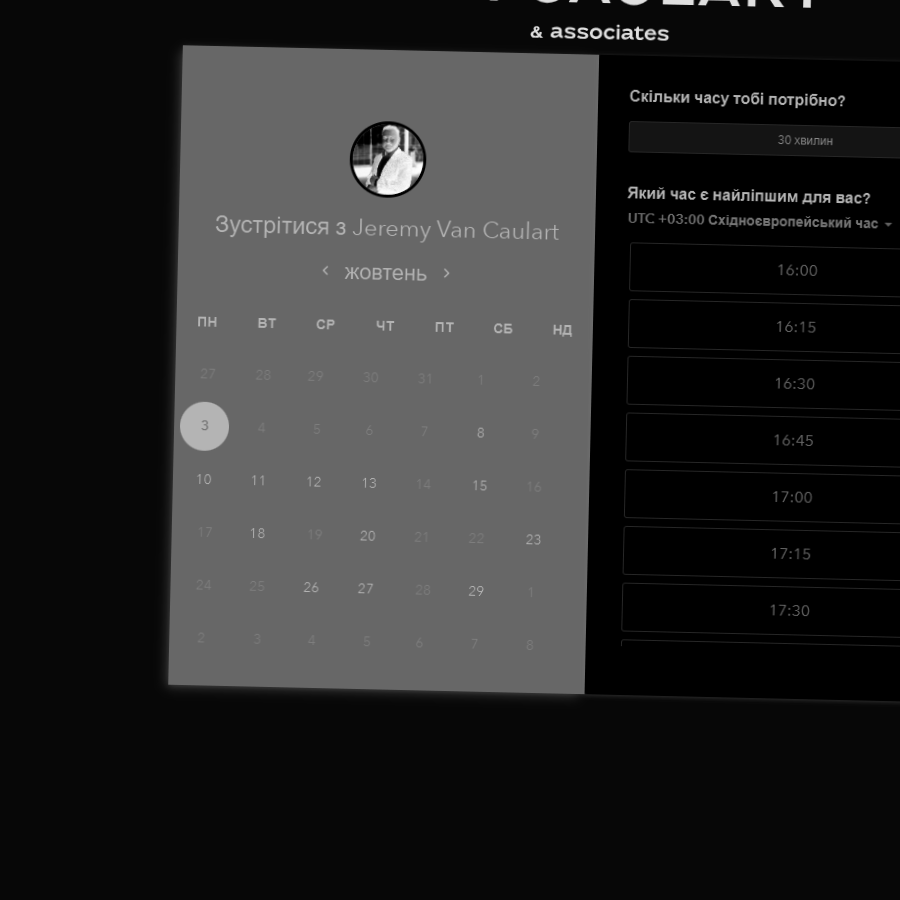 CAULART
& associates
Зустрітися з Jeremy Van Caulart
жовтень
ПН ВТ СР ЧТ ПТ СБ НД
27 28 29 30 31 1 2
3 4 5 6 7 8 9
10 11 12 13 14 15 16
17 18 19 20 21 22 23
24 25 26 27 28 29 1
2 3 4 5 6 7 8
Скільки часу тобі потрібно?
30 хвилин
Який час є найліпшим для вас?
UTC +03:00 Східноєвропейський час
16:00
16:15
16:30
16:45
17:00
17:15
17:30